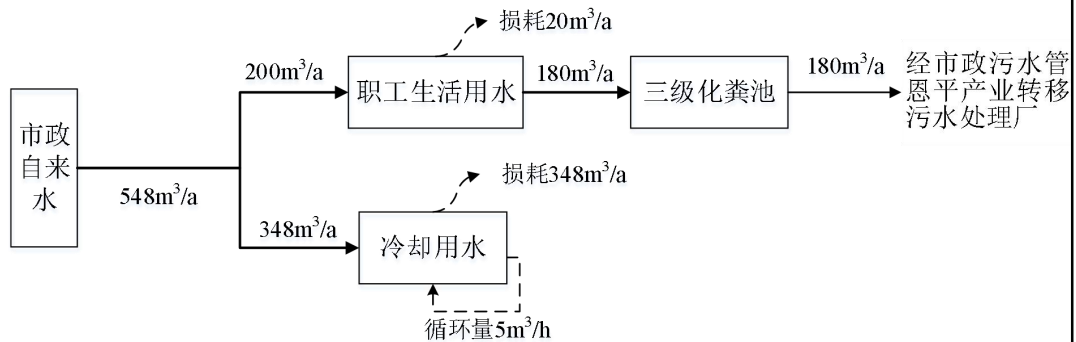 损耗20m³/a
200m³/a
职工生活用水
180m³/a
三级化粪池
180m³/a
经市政污水管
恩平产业转移
污水处理厂
市政
自来
水
548m³/a
损耗348m³/a
348m³/a
冷却用水
循环量5m³/h